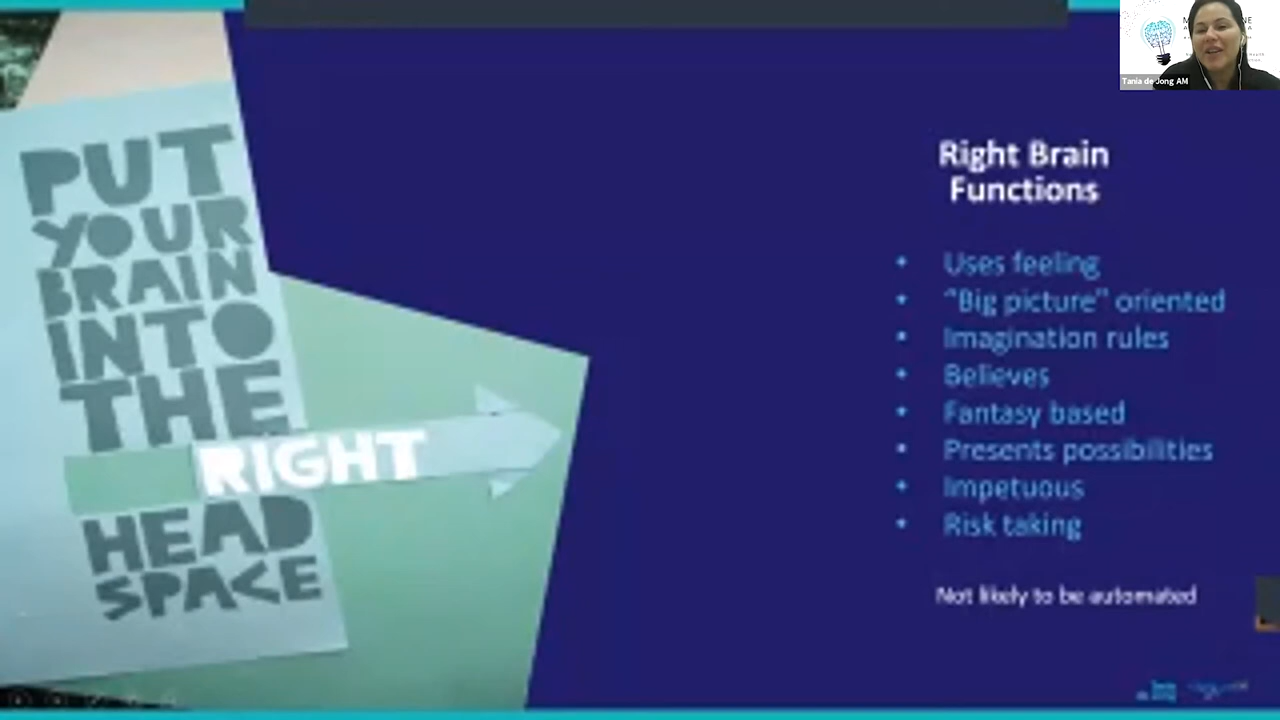 PUT
YOUR
BRAIN
INTO
THE
RIGHT
HEAD
SPACE
Tania de Jong AM
Right Brain
Functions
• Uses feeling
• "Big picture" oriented
• Imagination rules
• Believes
• Fantasy based
• Presents possibilities
• Impetuous
• Risk taking
Not likely to be automated